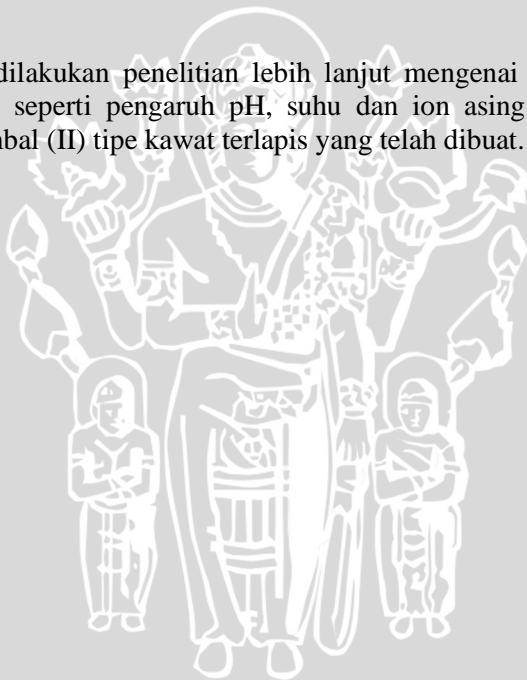 dilakukan penelitian lebih lanjut mengenai
seperti pengaruh pH, suhu dan ion asing
mbal (II) tipe kawat terlapis yang telah dibuat.